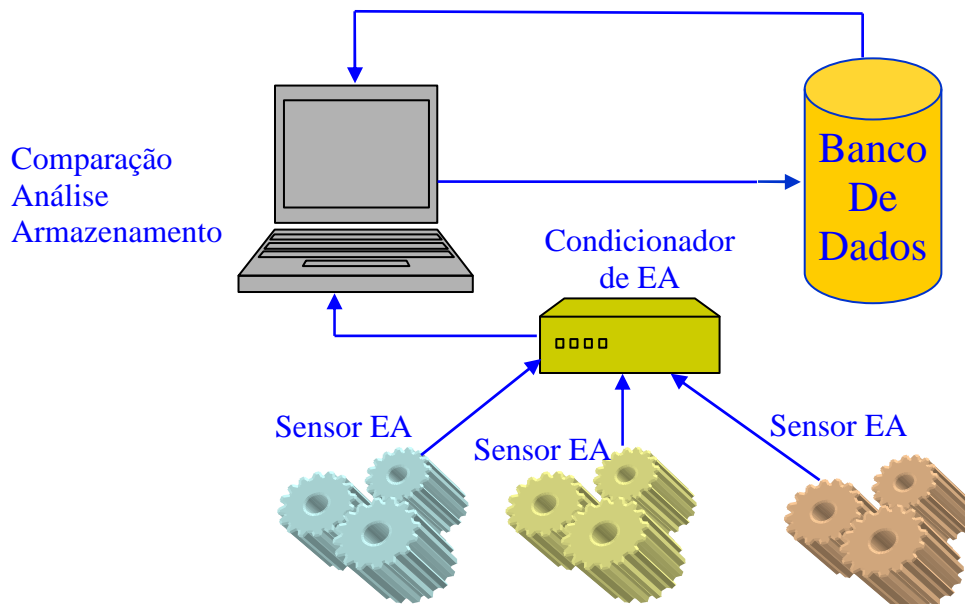 Comparação
Análise
Armazenamento
Banco
De
Dados
Condicionador
de EA
Sensor EA
Sensor EA
Sensor EA